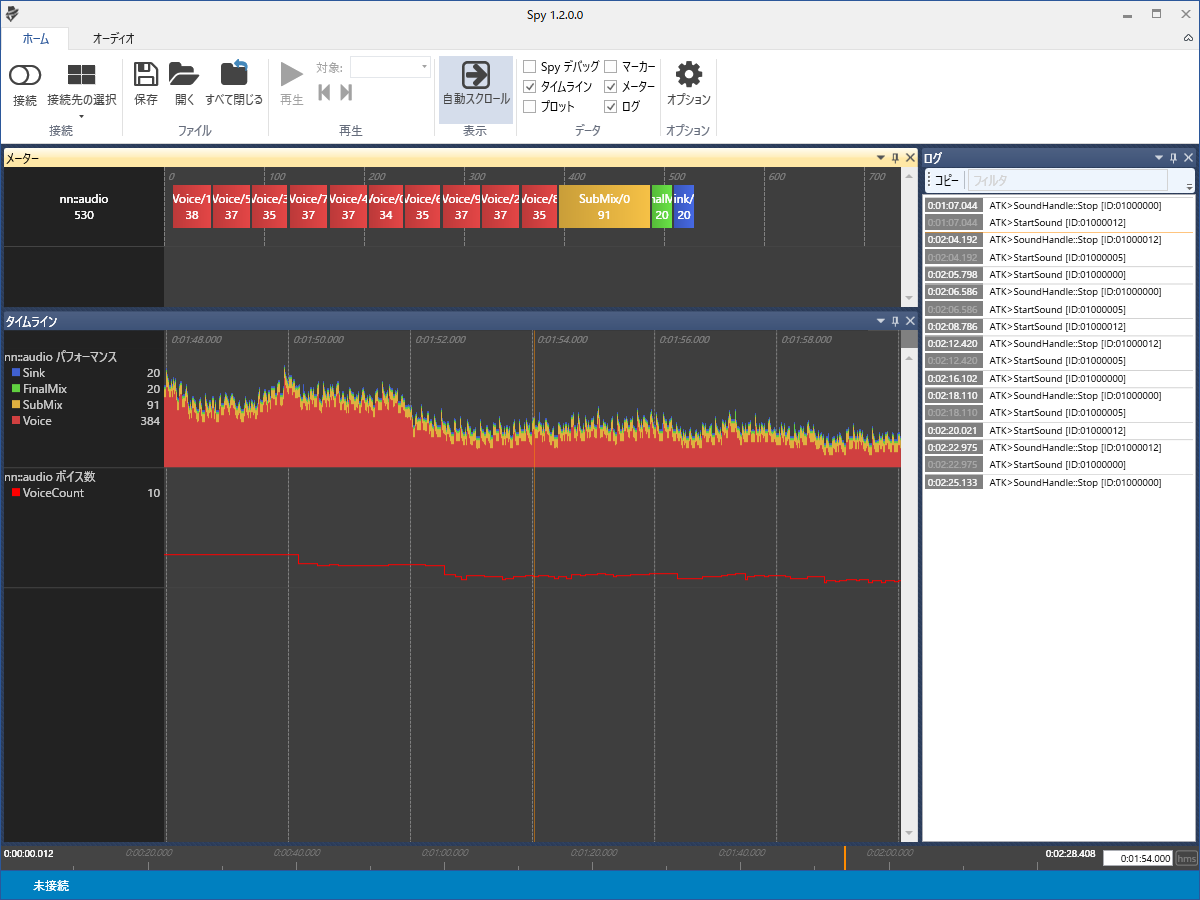 Spy 1.2.0.0
ホーム オーディオ
接続 接続先の選択 保存 開く すべて閉じる 再生 対象: 自動スクロール
Spy デバッグ マーカー
タイムライン メーター
プロット ログ
オプション
接続 ファイル 再生 表示 データ オプション
メーター
0 100 200 300 400 500 600 700
nn::audio
530
Voice/1 Voice/5 Voice/3 Voice/7 Voice/4 Voice/0 Voice/6 Voice/9 Voice/2 Voice/8 SubMix/0 nalM ink/
38 37 35 37 37 34 35 37 37 35 91 20 20
タイムライン
0:01:48.000 0:01:50.000 0:01:52.000 0:01:54.000 0:01:56.000 0:01:58.000
nn::audio パフォーマンス
Sink 20
FinalMix 20
SubMix 91
Voice 384
nn::audio ボイス数
VoiceCount 10
ログ
コピー フィルタ
0:01:07.044 ATK>SoundHandle::Stop [ID:01000000]
0:01:07.044 ATK>StartSound [ID:01000012]
0:02:04.192 ATK>SoundHandle::Stop [ID:01000012]
0:02:04.192 ATK>StartSound [ID:01000005]
0:02:05.798 ATK>StartSound [ID:01000000]
0:02:06.586 ATK>SoundHandle::Stop [ID:01000000]
0:02:06.586 ATK>StartSound [ID:01000005]
0:02:08.786 ATK>StartSound [ID:01000012]
0:02:12.420 ATK>SoundHandle::Stop [ID:01000012]
0:02:12.420 ATK>StartSound [ID:01000005]
0:02:16.102 ATK>StartSound [ID:01000000]
0:02:18.110 ATK>SoundHandle::Stop [ID:01000000]
0:02:18.110 ATK>StartSound [ID:01000005]
0:02:20.021 ATK>StartSound [ID:01000012]
0:02:22.975 ATK>SoundHandle::Stop [ID:01000012]
0:02:22.975 ATK>StartSound [ID:01000000]
0:02:25.133 ATK>SoundHandle::Stop [ID:01000000]
0:00:00.012 0:00:20.000 0:00:40.000 0:01:00.000 0:01:20.000 0:01:40.000 0:02:00.000 0:02:28.408 0:01:54.000 hms
未接続